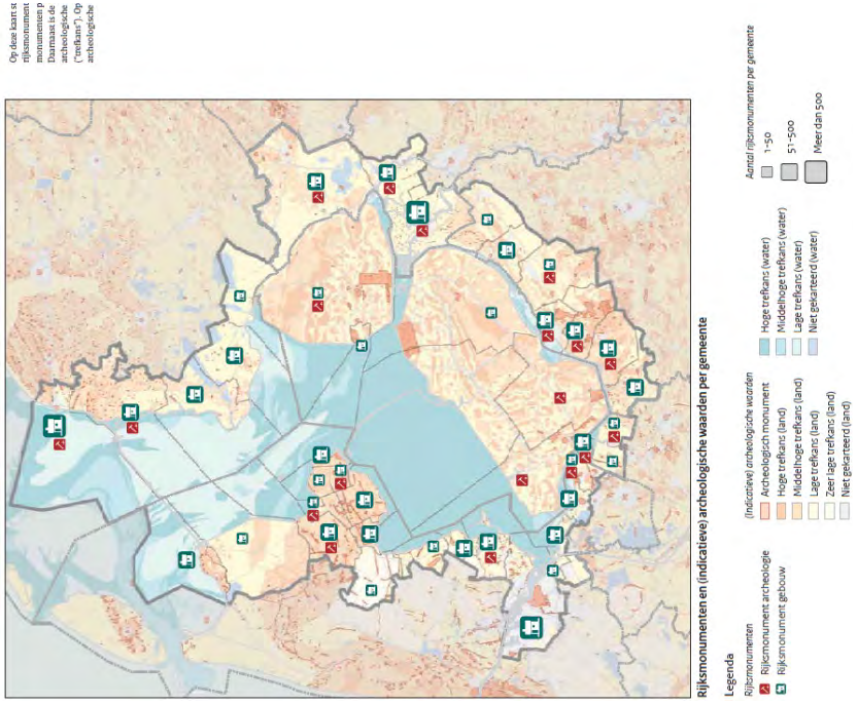 Op deze kaart st
rijksmonument
monumenten p
Daarnaast is de
archeologische
("trefkans"). Op
archeologische
Rijksmonumenten en (indicatieve) archeologische waarden per gemeente
Legenda
Rijksmonumenten
Rijksmonument archeologie
Rijksmonument gebouw
(Indicatieve) archeologische waarden
Archeologisch monument
Hoge trefkans (land)
Middelhoge trefkans (land)
Lage trefkans (land)
Zeer lage trefkans (land)
Niet gekarteerd (land)
Hoge trefkans (water)
Middelhoge trefkans (water)
Lage trefkans (water)
Niet gekarteerd (water)
Aantal rijksmonumenten per gemeente
1-50
51-500
Meer dan 500